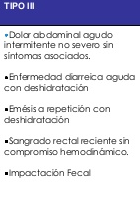 TIPO III
▪Dolor abdominal agudo
intermitente no severo sin
síntomas asociados.
▪Enfermedad diarreica aguda
con deshidratación
▪Emésis a repetición con
deshidratación
▪Sangrado rectal reciente sin
compromiso hemodinámico.
▪Impactación Fecal